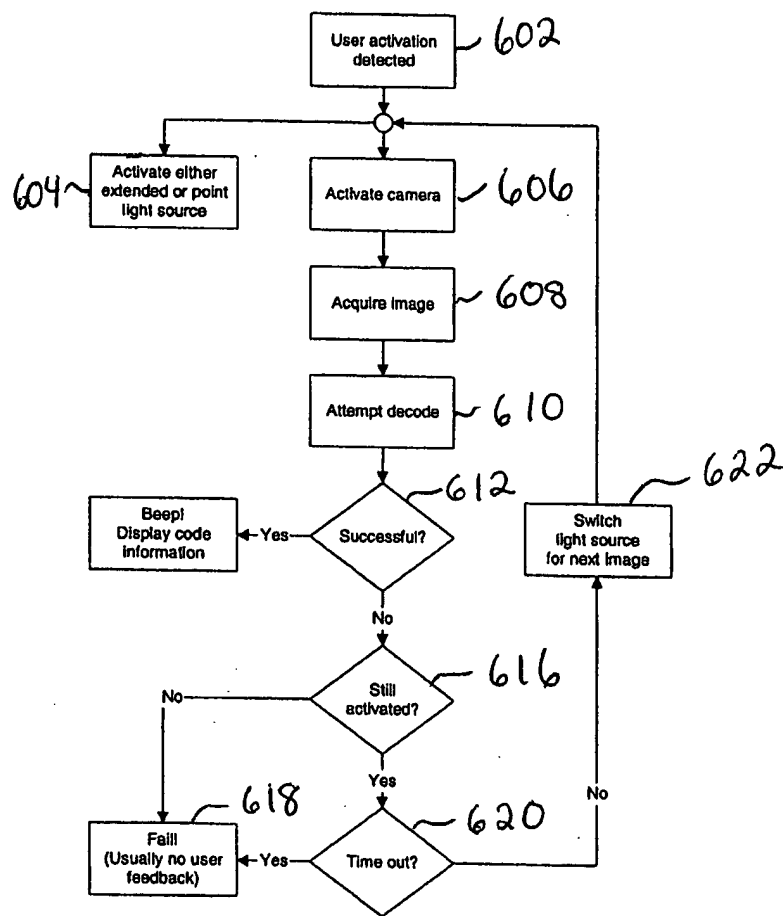 User activation
detected
602
604
Activate either
extended or point
light source
Activate camera
606
Acquire image
608
Attempt decode
610
612
Successful?
Yes
Beep!
Display code
information
622
Switch
light source
for next image
No
616
Still
activated?
No
Yes
No
618
Fail!
(Usually no user
feedback)
Yes
620
Time out?